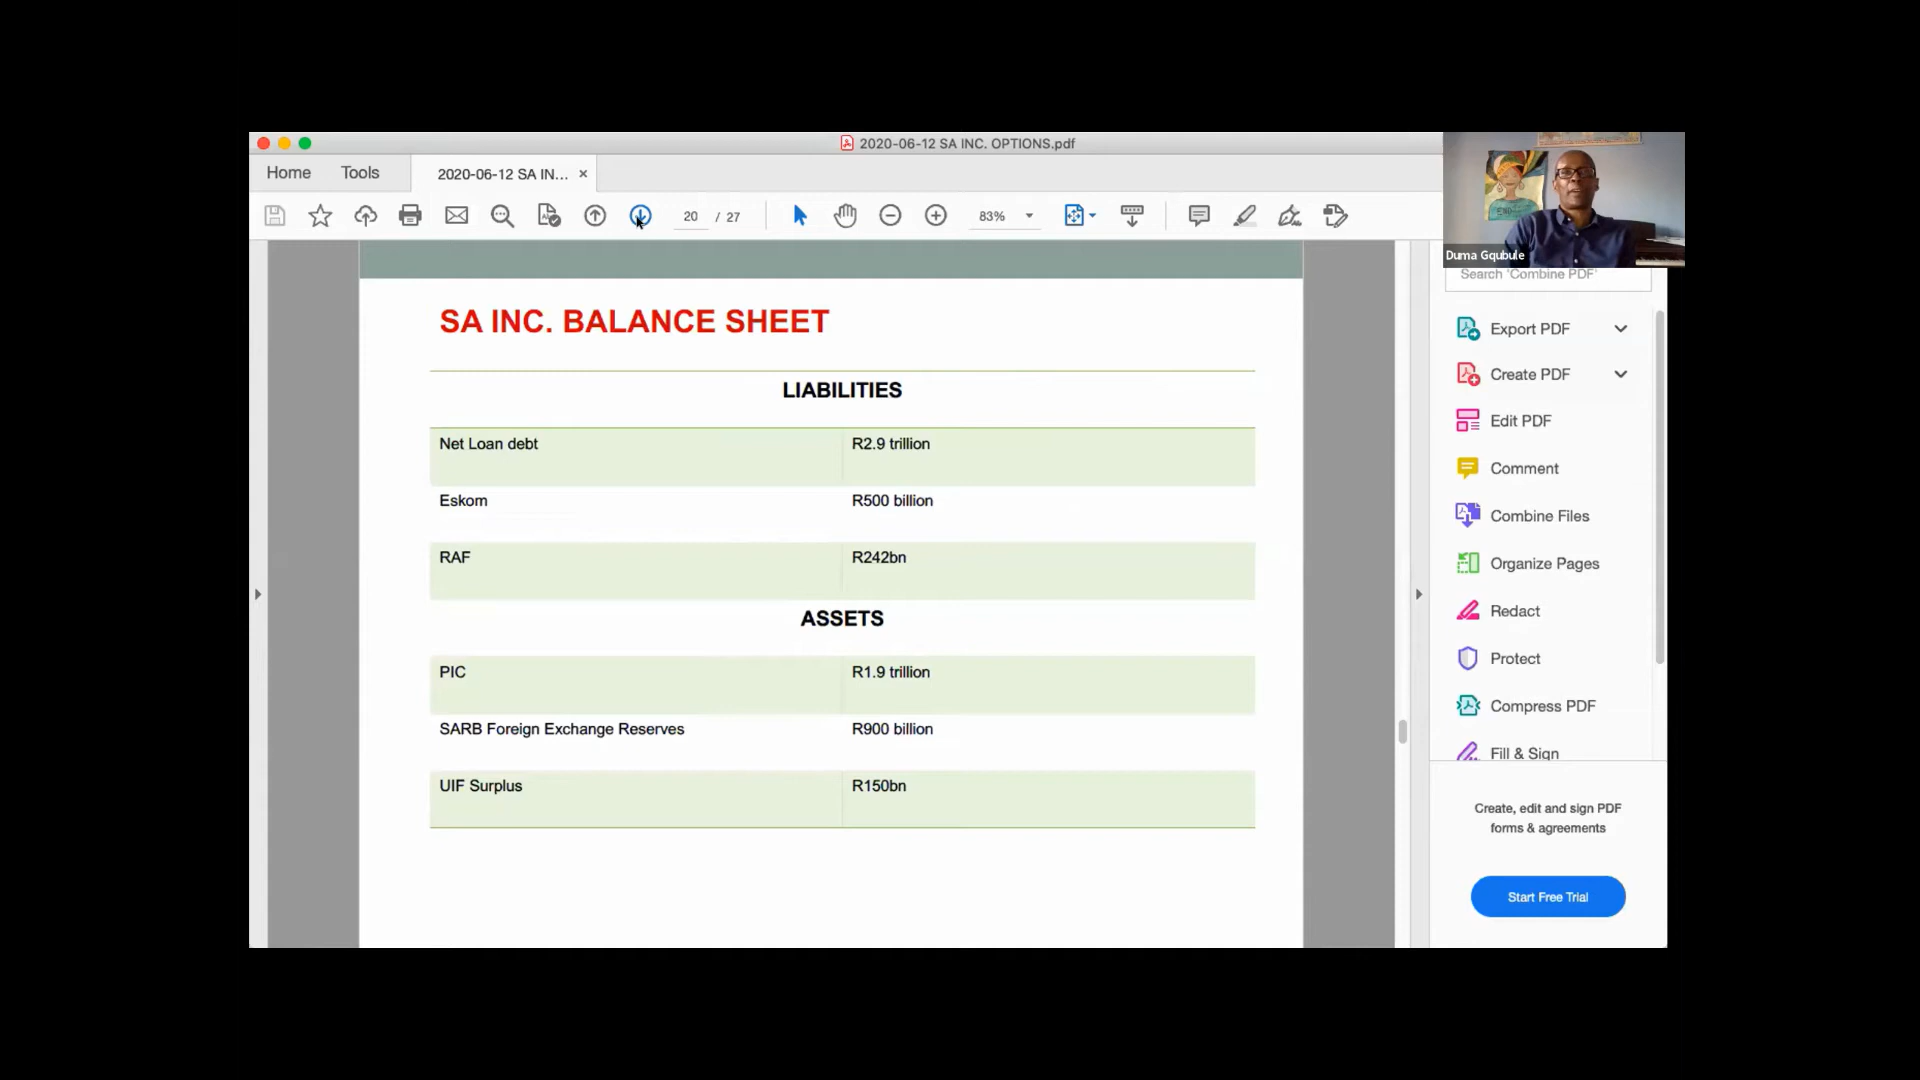 2020-06-12 SA INC. OPTIONS.pdf
Home Tools 2020-06-12 SA IN... ×
20 / 27 83%
Duma Gqubule
Search 'Combine PDF'
SA INC. BALANCE SHEET
LIABILITIES
Net Loan debt R2.9 trillion
Eskom R500 billion
RAF R242bn
ASSETS
PIC R1.9 trillion
SARB Foreign Exchange Reserves R900 billion
UIF Surplus R150bn
Export PDF
Create PDF
Edit PDF
Comment
Combine Files
Organize Pages
Redact
Protect
Compress PDF
Fill & Sign
Create, edit and sign PDF
forms & agreements
Start Free Trial